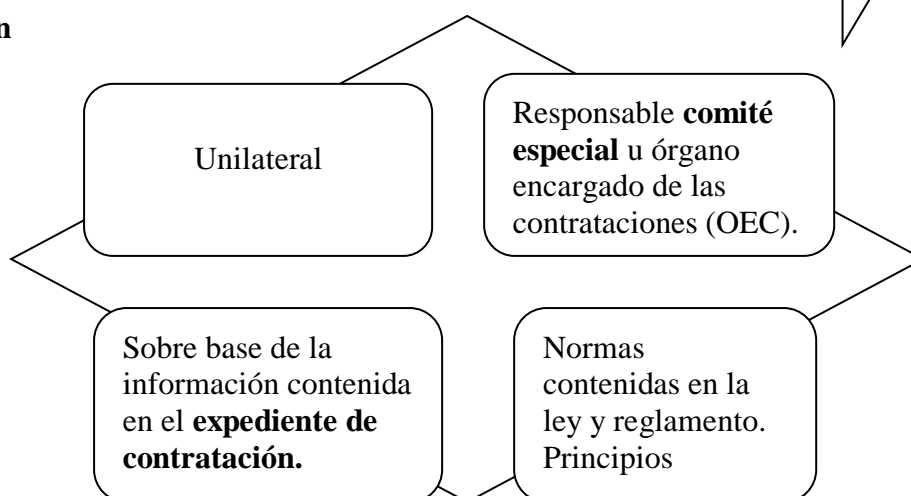 n
Unilateral
Responsable comité
especial u órgano
encargado de las
contrataciones (OEC).
Sobre base de la
información contenida
en el expediente de
contratación.
Normas
contenidas en la
ley y reglamento.
Principios